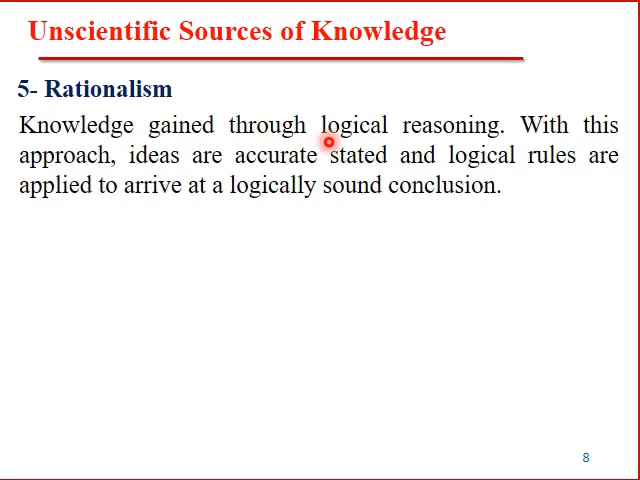 Unscientific Sources of Knowledge
5- Rationalism
Knowledge gained through logical reasoning. With this
approach, ideas are accurate stated and logical rules are
applied to arrive at a logically sound conclusion.
8